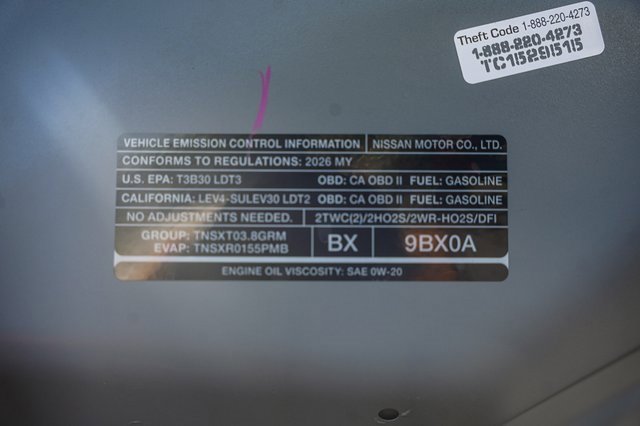 Theft Code 1-888-220-4273
1-888-220-4273
TC1529515
VEHICLE EMISSION CONTROL INFORMATION NISSAN MOTOR CO., LTD.
CONFORMS TO REGULATIONS: 2026 MY
U.S. EPA: T3B30 LDT3 OBD: CA OBD II FUEL: GASOLINE
CALIFORNIA: LEV4-SULEV30 LDT2 OBD: CA OBD II FUEL: GASOLINE
NO ADJUSTMENTS NEEDED. 2TWC(2)/2HO2S/2WR-HO2S/DFI
GROUP: TNSXT03.8GRM
EVAP: TNSXR0155PMB
BX 9BX0A
ENGINE OIL VISCOSITY: SAE 0W-20